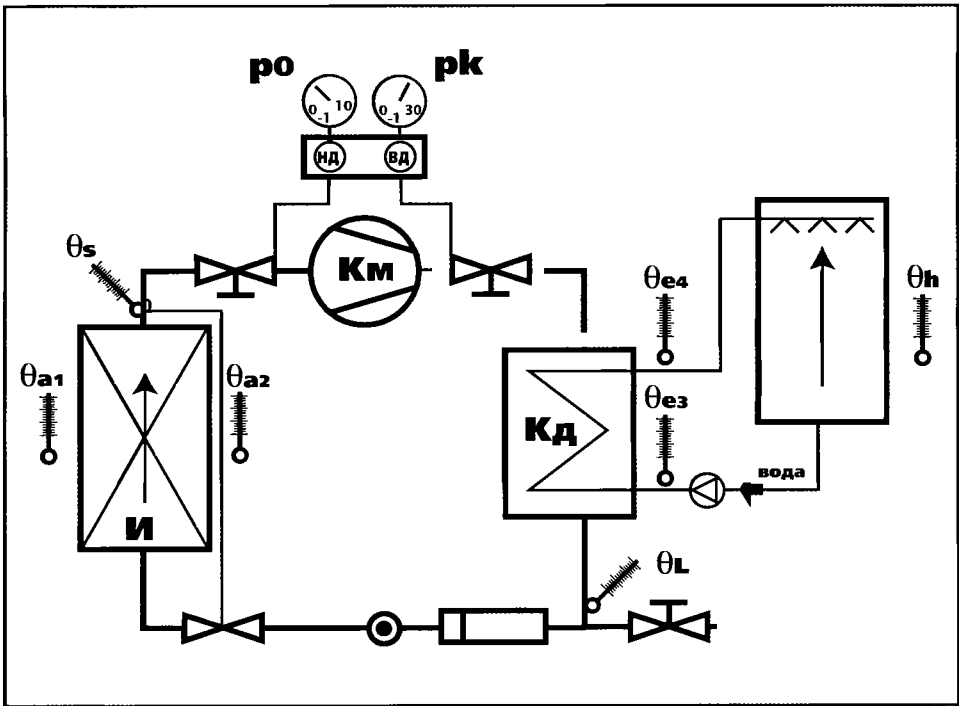 po pk
0 -1 10
0 -1 30
НД ВД
θs
Км
θe4
θh
θa1
θa2
θe3
Кд
вода
И
θL